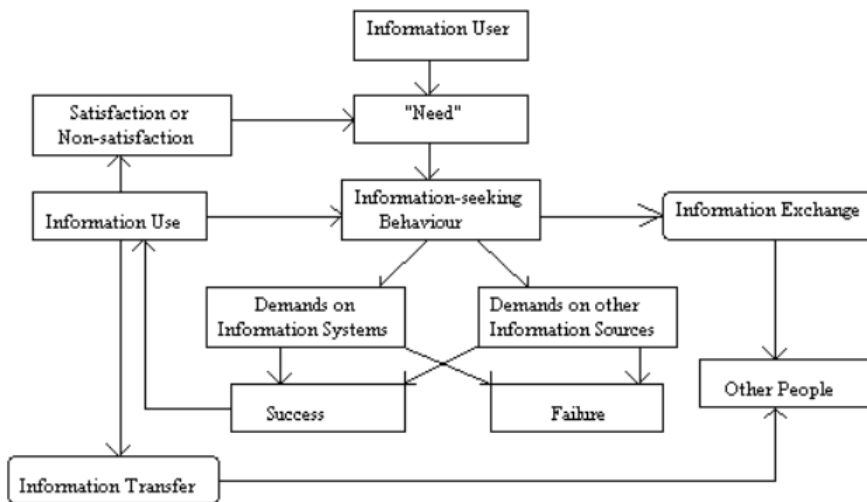 Information User
Satisfaction or
Non-satisfaction
"Need"
Information Use
Information-seeking
Behaviour
Information Exchange
Demands on
Information Systems
Demands on other
Information Sources
Success
Failure
Other People
Information Transfer